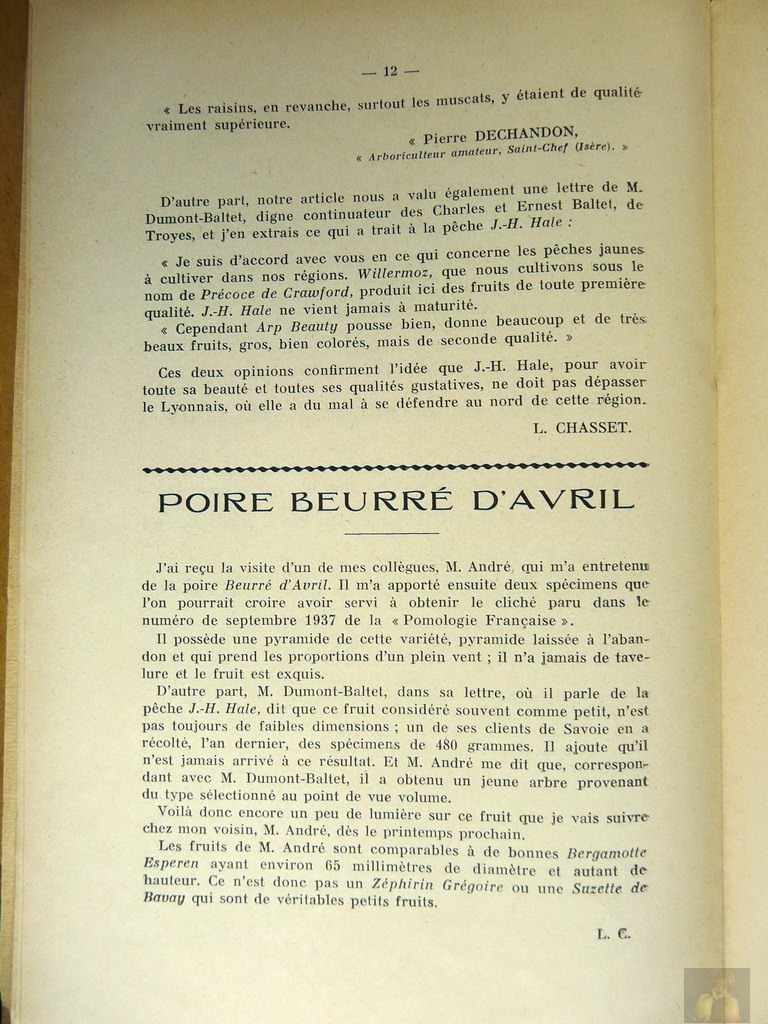 — 12 —
« Les raisins, en revanche, surtout les muscats, y étaient de qualité
vraiment supérieure.
« Pierre DECHANDON,
« Arboriculteur amateur, Saint-Chef (Isère). »
D'autre part, notre article nous a valu également une lettre de M.
Dumont-Baltet, digne continuateur des Charles et Ernest Baltet, de
Troyes, et j'en extrais ce qui a trait à la pêche J.-H. Hale :
« Je suis d'accord avec vous en ce qui concerne les pêches jaunes
à cultiver dans nos régions. Willermoz, que nous cultivons sous le
nom de Précoce de Crawford, produit ici des fruits de toute première
qualité. J.-H. Hale ne vient jamais à maturité.
« Cependant Arp Beauty pousse bien, donne beaucoup et de très
beaux fruits, gros, bien colorés, mais de seconde qualité. »
Ces deux opinions confirment l'idée que J.-H. Hale, pour avoir
toute sa beauté et toutes ses qualités gustatives, ne doit pas dépasser
le Lyonnais, où elle a du mal à se défendre au nord de cette région.
L. CHASSET.
POIRE BEURRÉ D'AVRIL
J'ai reçu la visite d'un de mes collègues, M. André, qui m'a entretenu
de la poire Beurré d'Avril. Il m'a apporté ensuite deux spécimens que
l'on pourrait croire avoir servi à obtenir le cliché paru dans le
numéro de septembre 1937 de la « Pomologie Française ».
Il possède une pyramide de cette variété, pyramide laissée à l'aban-
don et qui prend les proportions d'un plein vent ; il n'a jamais de tave-
lure et le fruit est exquis.
D'autre part, M. Dumont-Baltet, dans sa lettre, où il parle de la
pêche J.-H. Hale, dit que ce fruit considéré souvent comme petit, n'est
pas toujours de faibles dimensions ; un de ses clients de Savoie en a
récolté, l'an dernier, des spécimens de 480 grammes. Il ajoute qu'il
n'est jamais arrivé à ce résultat. Et M. André me dit que, correspon-
dant avec M. Dumont-Baltet, il a obtenu un jeune arbre provenant
du type sélectionné au point de vue volume.
Voilà donc encore un peu de lumière sur ce fruit que je vais suivre
chez mon voisin, M. André, dès le printemps prochain.
Les fruits de M. André sont comparables à de bonnes Bergamotte
Esperen ayant environ 65 millimètres de diamètre et autant de
hauteur. Ce n'est donc pas un Zéphirin Grégoire ou une Suzette de
Bavay qui sont de véritables petits fruits.
L. C.